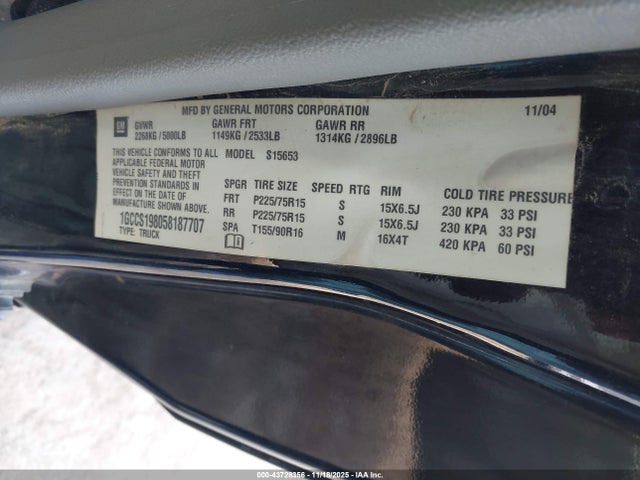 MFD BY GENERAL MOTORS CORPORATION 11/04
GM GVWR GAWR FRT GAWR RR
2268KG / 5000LB 1149KG / 2533LB 1314KG / 2896LB
THIS VEHICLE CONFORMS TO ALL MODEL S15653
APPLICABLE FEDERAL MOTOR
VEHICLE SAFETY AND THEFT
PREVENTION STANDARDS IN
EFFECT ON THE DATE OF
MANUFACTURE SHOWN ABOVE.
1GCCS198058187707
TYPE: TRUCK
SPGR TIRE SIZE SPEED RTG RIM COLD TIRE PRESSURE
FRT P225/75R15 S 15X6.5J 230 KPA 33 PSI
RR P225/75R15 S 15X6.5J 230 KPA 33 PSI
SPA T155/90R16 M 16X4T 420 KPA 60 PSI
000-43728356 - 11/18/2025 - IAA Inc.